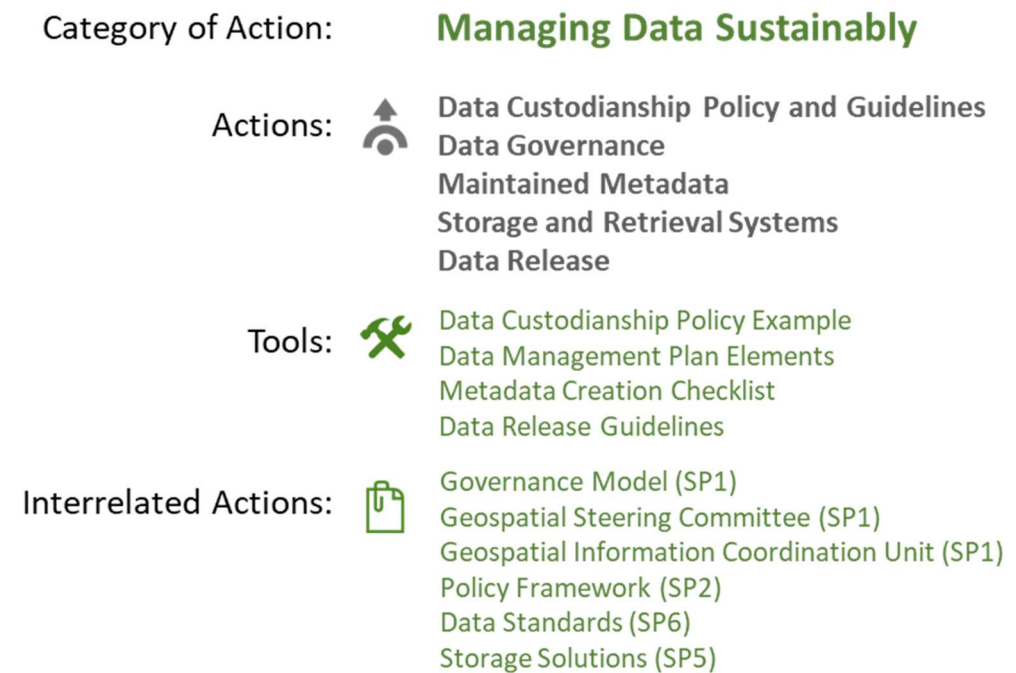 Category of Action: Managing Data Sustainably
Actions: Data Custodianship Policy and Guidelines
Data Governance
Maintained Metadata
Storage and Retrieval Systems
Data Release
Tools: Data Custodianship Policy Example
Data Management Plan Elements
Metadata Creation Checklist
Data Release Guidelines
Interrelated Actions: Governance Model (SP1)
Geospatial Steering Committee (SP1)
Geospatial Information Coordination Unit (SP1)
Policy Framework (SP2)
Data Standards (SP6)
Storage Solutions (SP5)